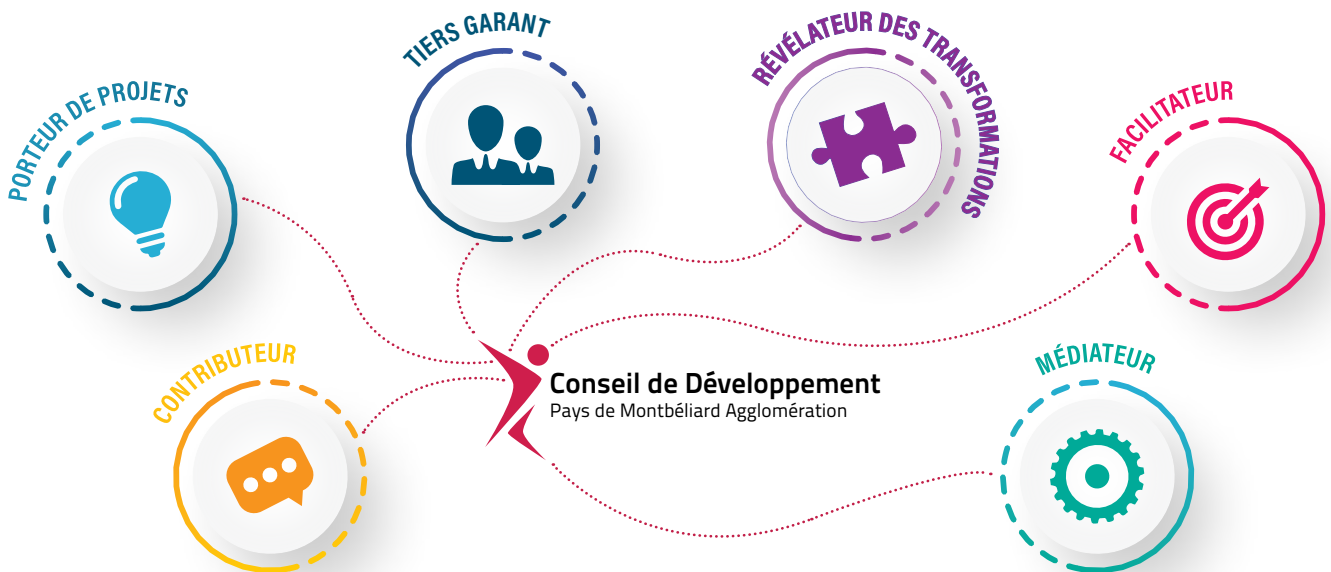 PORTEUR DE PROJETS
TIERS GARANT
RÉVÉLATEUR DES TRANSFORMATIONS
FACILITATEUR
CONTRIBUTEUR
Conseil de Développement
Pays de Montbéliard Agglomération
MÉDIATEUR